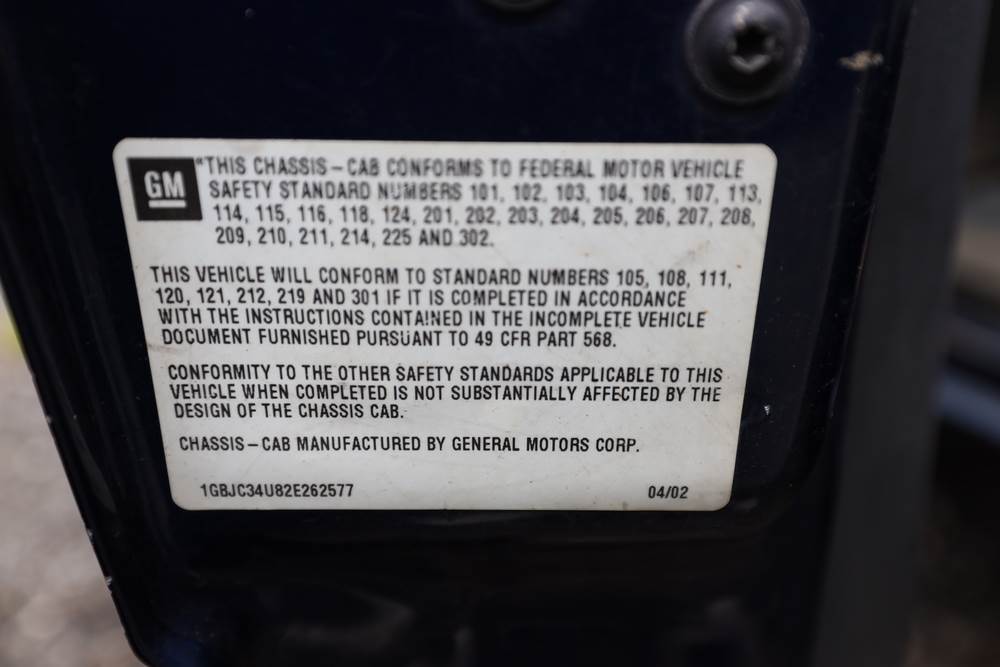 GM
"THIS CHASSIS – CAB CONFORMS TO FEDERAL MOTOR VEHICLE
SAFETY STANDARD NUMBERS 101, 102, 103, 104, 106, 107, 113,
114, 115, 116, 118, 124, 201, 202, 203, 204, 205, 206, 207, 208,
209, 210, 211, 214, 225 AND 302.
THIS VEHICLE WILL CONFORM TO STANDARD NUMBERS 105, 108, 111,
120, 121, 212, 219 AND 301 IF IT IS COMPLETED IN ACCORDANCE
WITH THE INSTRUCTIONS CONTAINED IN THE INCOMPLETE VEHICLE
DOCUMENT FURNISHED PURSUANT TO 49 CFR PART 568.
CONFORMITY TO THE OTHER SAFETY STANDARDS APPLICABLE TO THIS
VEHICLE WHEN COMPLETED IS NOT SUBSTANTIALLY AFFECTED BY THE
DESIGN OF THE CHASSIS CAB.
CHASSIS – CAB MANUFACTURED BY GENERAL MOTORS CORP.
1GBJC34U82E262577 04/02